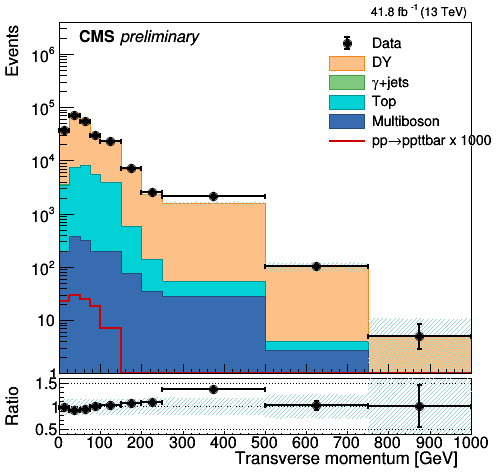 41.8 fb⁻¹ (13 TeV)
CMS preliminary
Events
Data
DY
γ+jets
Top
Multiboson
pp→ppttbar x 1000
10⁶
10⁵
10⁴
10³
10²
10
1
Ratio
1.5
1
0.5
0 100 200 300 400 500 600 700 800 900 1000
Transverse momentum [GeV]